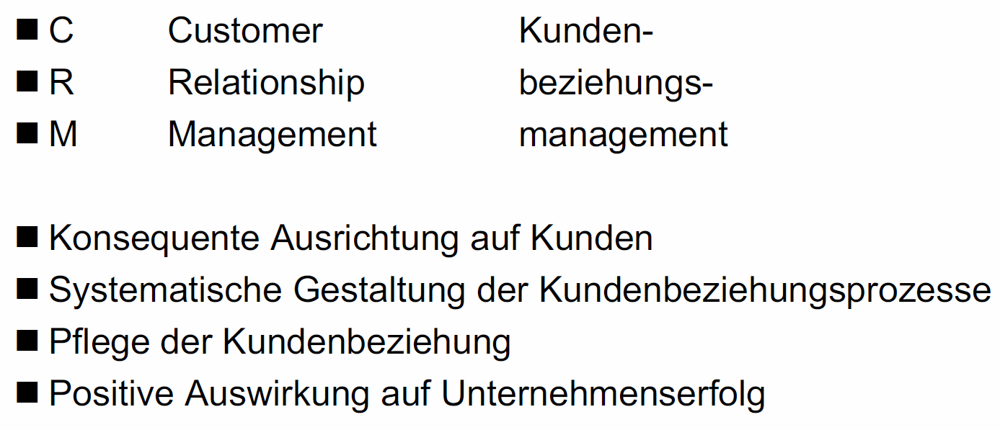 ■ C Customer Kunden-
■ R Relationship beziehungs-
■ M Management management
■ Konsequente Ausrichtung auf Kunden
■ Systematische Gestaltung der Kundenbeziehungsprozesse
■ Pflege der Kundenbeziehung
■ Positive Auswirkung auf Unternehmenserfolg